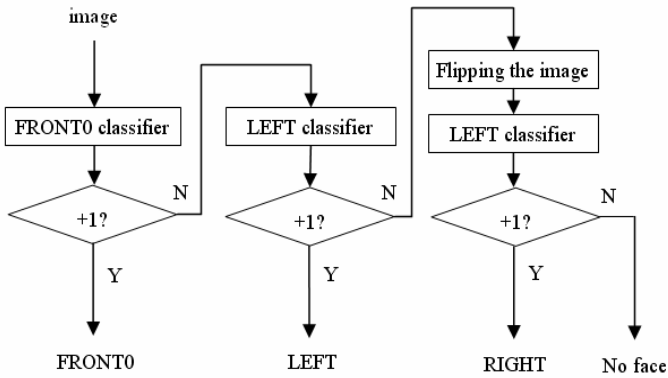 image
FRONT0 classifier
+1?
N
Y
FRONT0
LEFT classifier
+1?
N
Y
LEFT
Flipping the image
LEFT classifier
+1?
N
Y
RIGHT
No face